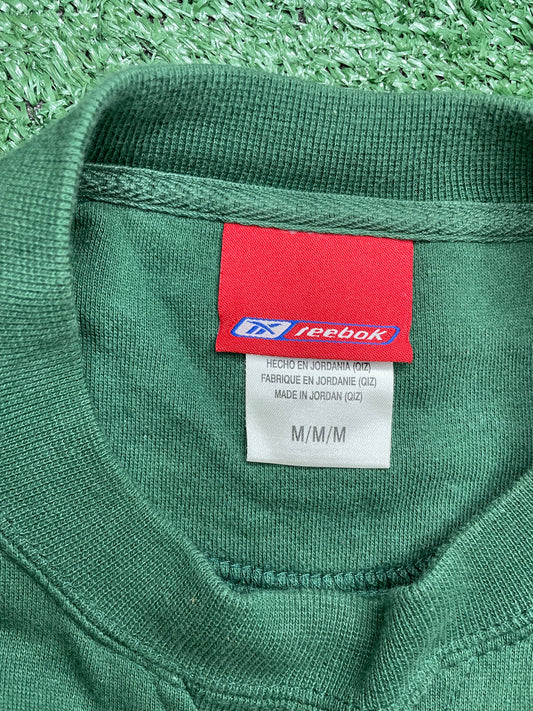 Reebok
HECHO EN JORDANIA (QIZ)
FABRIQUE EN JORDANIE (QIZ)
MADE IN JORDAN (QIZ)
M/M/M